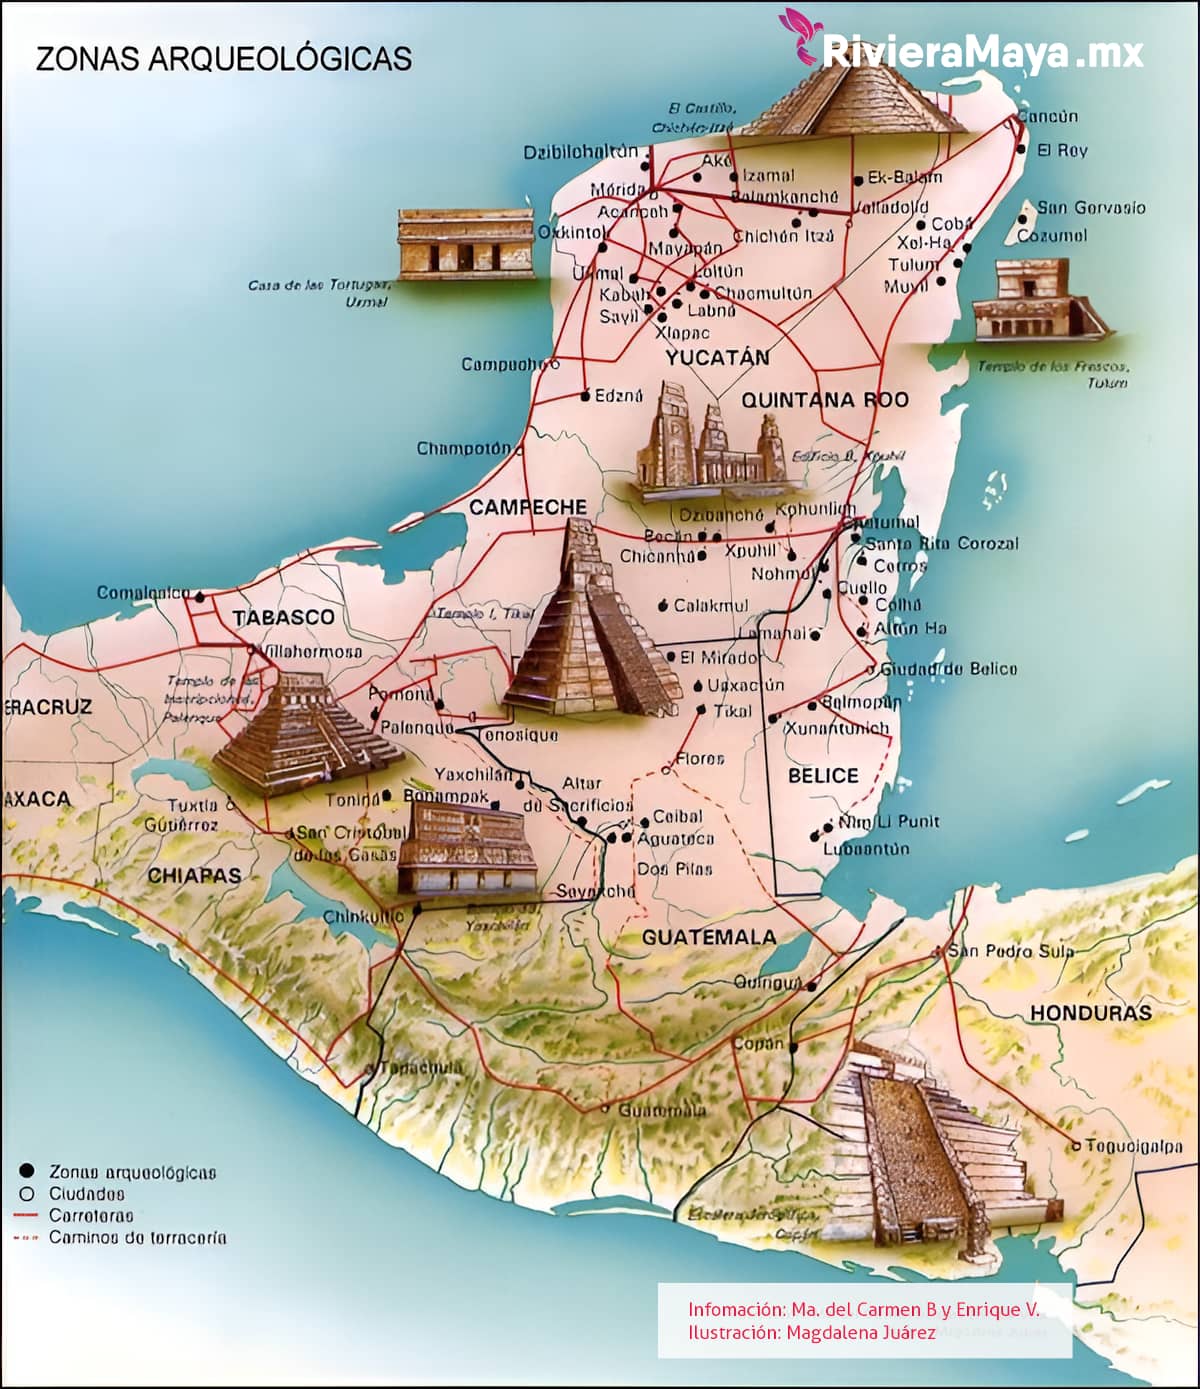 ZONAS ARQUEOLÓGICAS
RivieraMaya.mx
El Castillo,
Chichén-Itzá
Cancún
El Rey
Dzibilchaltún
Aké
Izamal
Ek-Balam
Mérida
Balamkanché
Valladolid
Acanceh
San Gervasio
Cozumel
Cobá
Oxkintok
Mayapán
Chichén Itzá
Xel-Ha
Tulum
Muyil
Uxmal
Loltún
Kabah
Chacmultún
Sayil
Labná
Xlapac
Casa de las Tortugas,
Uxmal
Templo de los Frescos,
Tulum
YUCATÁN
Campeche
Edzná
QUINTANA ROO
Champotón
Edificio B, Xpuhil
CAMPECHE
Dzibanché
Kohunlich
Chetumal
Becán
Santa Rita Corozal
Chicanná
Xpuhil
Cerros
Nohmul
Cuello
Comalcalco
Calakmul
Colhá
TABASCO
Templo I, Tikal
Lamanai
Altún Ha
Villahermosa
El Mirador
Ciudad de Belice
Templo de las
Inscripciones,
Palenque
Pomoná
Uaxactún
Belmopán
ERACRUZ
Palenque
Tenosique
Tikal
Xunantunich
Flores
BELICE
Yaxchilán
Altar
de Sacrificios
AXACA
Tuxtla
Gutiérrez
Toniná
Bonampak
Ceibal
Nim Li Punit
San Cristóbal
de las Casas
Aguateca
Lubaantún
Dos Pilas
CHIAPAS
Sayaxché
Chinkultic
Yaxchilán
GUATEMALA
San Pedro Sula
Quiriguá
HONDURAS
Copán
Tapachula
Guatemala
Tegucigalpa
Copán
Zonas arqueológicas
Ciudades
Carreteras
Caminos de terracería
Infomación: Ma. del Carmen B y Enrique V.
Ilustración: Magdalena Juárez